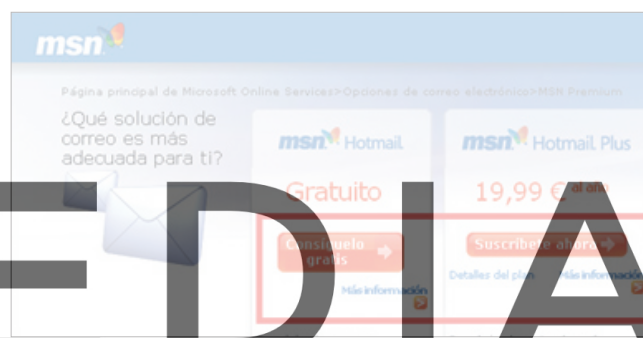 msn
Página principal de Microsoft Online Services>Opciones de correo electrónico>MSN Premium
¿Qué solución de
correo es más
adecuada para ti?
msn Hotmail
Gratuito
Consíguelo
gratis
Más información
msn Hotmail Plus
19,99 € al año
Suscríbete ahora
Detalles del plan
Más información
EDIA